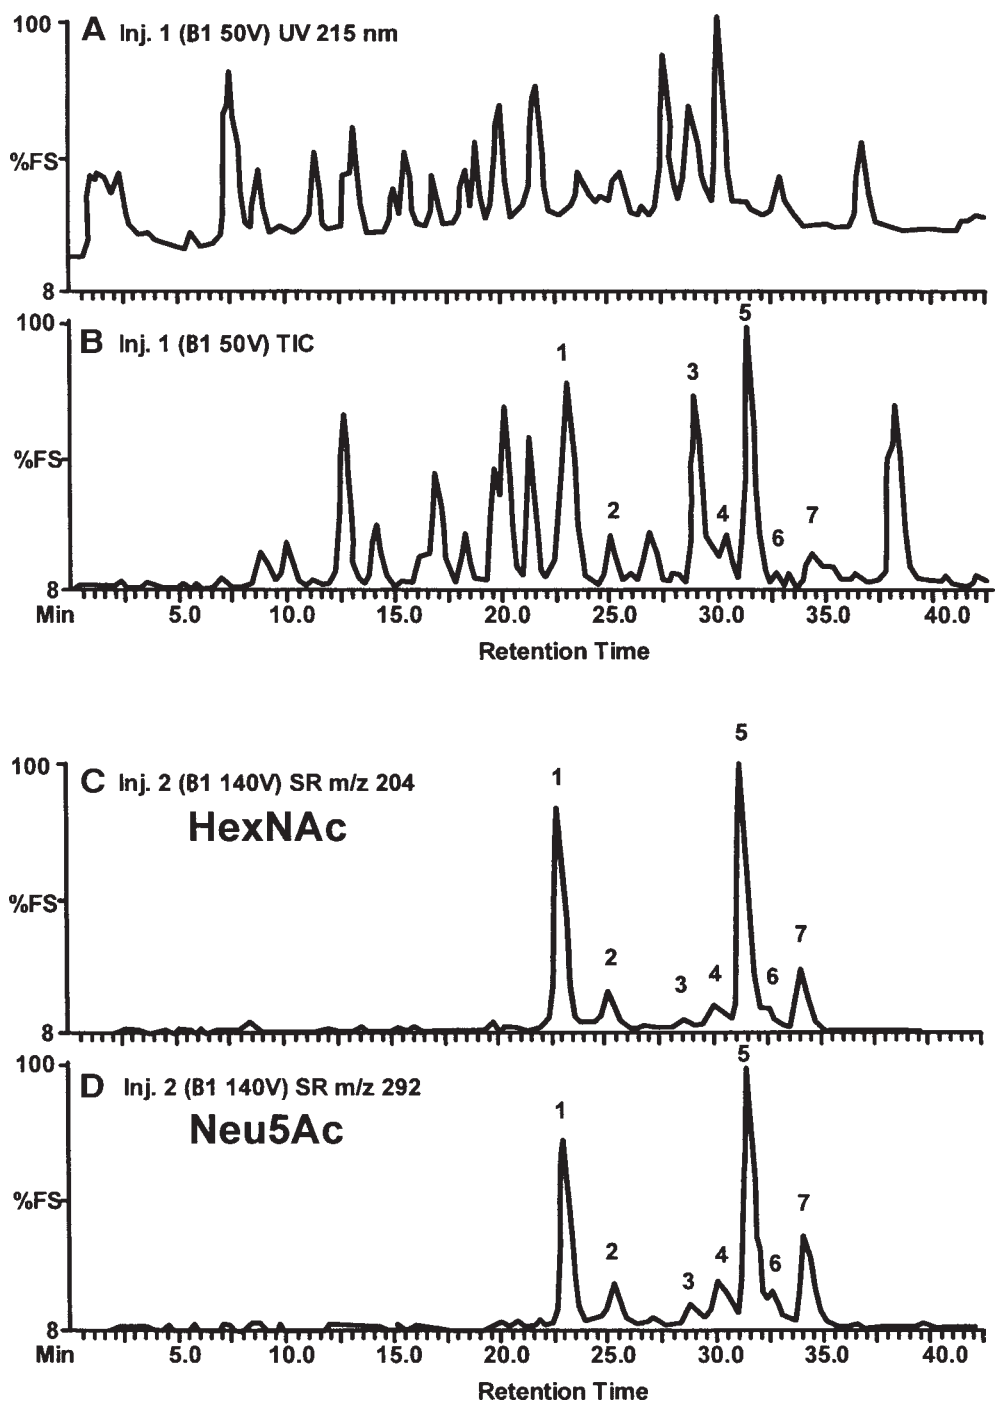 100
A Inj. 1 (B1 50V) UV 215 nm
%FS
8
100
B Inj. 1 (B1 50V) TIC
5
1
3
%FS
2
4
6
7
8
Min 5.0 10.0 15.0 20.0 25.0 30.0 35.0 40.0
Retention Time
5
100
C Inj. 2 (B1 140V) SR m/z 204
1
HexNAc
%FS
7
2
3
4
6
8
5
100
D Inj. 2 (B1 140V) SR m/z 292
1
Neu5Ac
%FS
7
2
4
6
3
8
Min 5.0 10.0 15.0 20.0 25.0 30.0 35.0 40.0
Retention Time